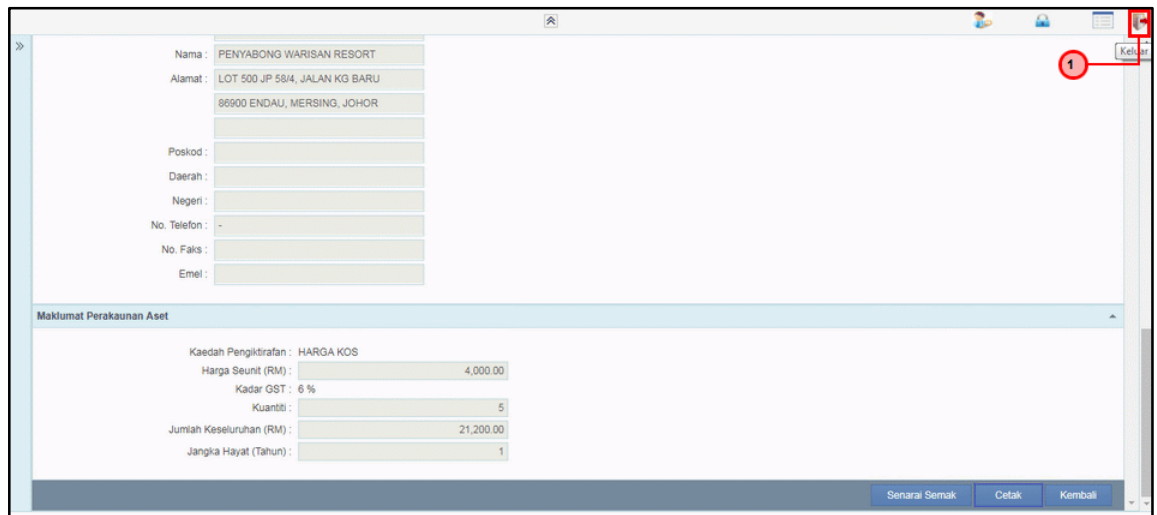 Keluar
1
»
Nama : PENYABONG WARISAN RESORT
Alamat : LOT 500 JP 58/4, JALAN KG BARU
86900 ENDAU, MERSING, JOHOR
Poskod :
Daerah :
Negeri :
No. Telefon : -
No. Faks :
Emel :
Maklumat Perakaunan Aset
Kaedah Pengiktirafan : HARGA KOS
Harga Seunit (RM) : 4,000.00
Kadar GST : 6 %
Kuantiti : 5
Jumlah Keseluruhan (RM) : 21,200.00
Jangka Hayat (Tahun) : 1
Senarai Semak Cetak Kembali